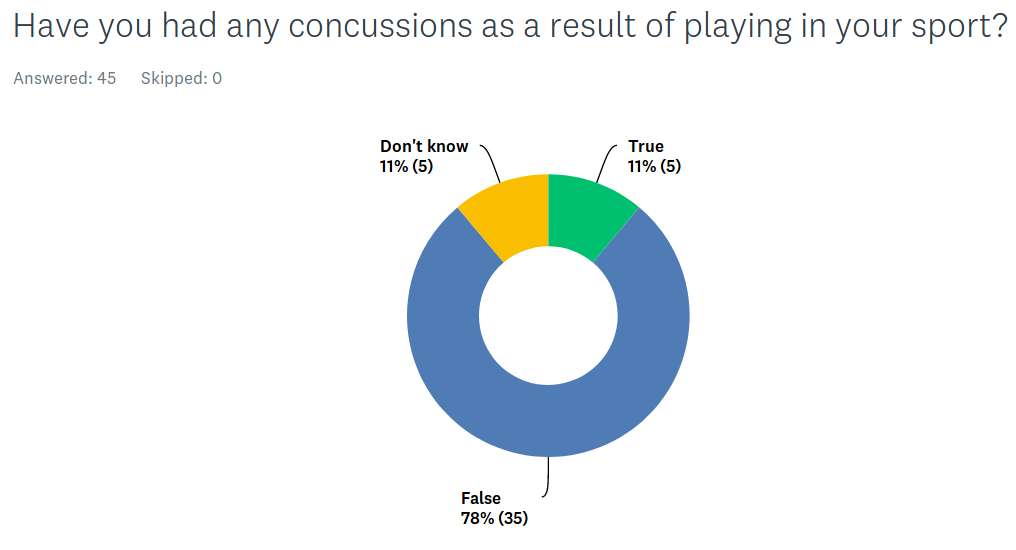 Have you had any concussions as a result of playing in your sport?
Answered: 45 Skipped: 0
Don't know
11% (5)
True
11% (5)
False
78% (35)